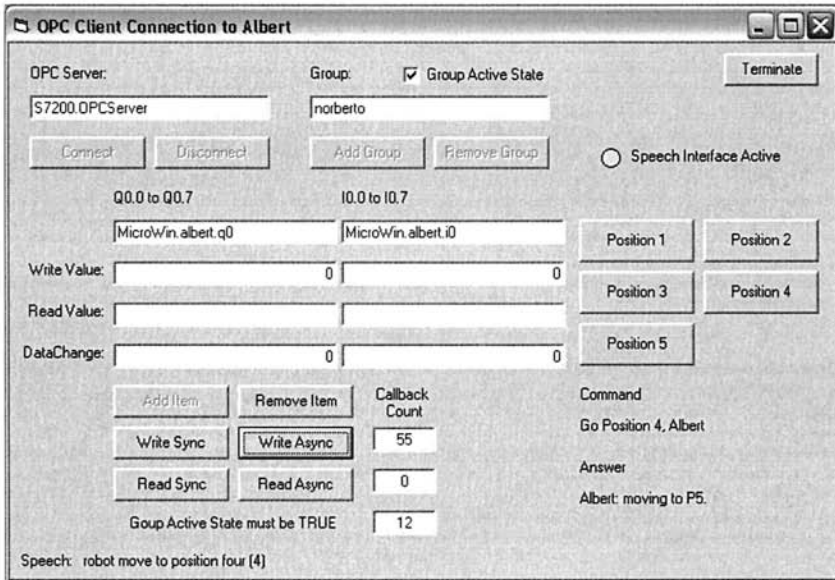 OPC Client Connection to Albert
OPC Server:
Group:
Group Active State
Terminate
S7200.OPCServer
norberto
Connect
Disconnect
Add Group
Remove Group
Speech Interface Active
Q0.0 to Q0.7
I0.0 to I0.7
MicroWin.albert.q0
MicroWin.albert.i0
Position 1
Position 2
Write Value:
0
0
Position 3
Position 4
Read Value:
Position 5
DataChange:
0
0
Add Item
Remove Item
Callback
Count
Command
Write Sync
Write Async
55
Go Position 4, Albert
Read Sync
Read Async
0
Answer
Albert: moving to P5.
Goup Active State must be TRUE
12
Speech: robot move to position four (4)